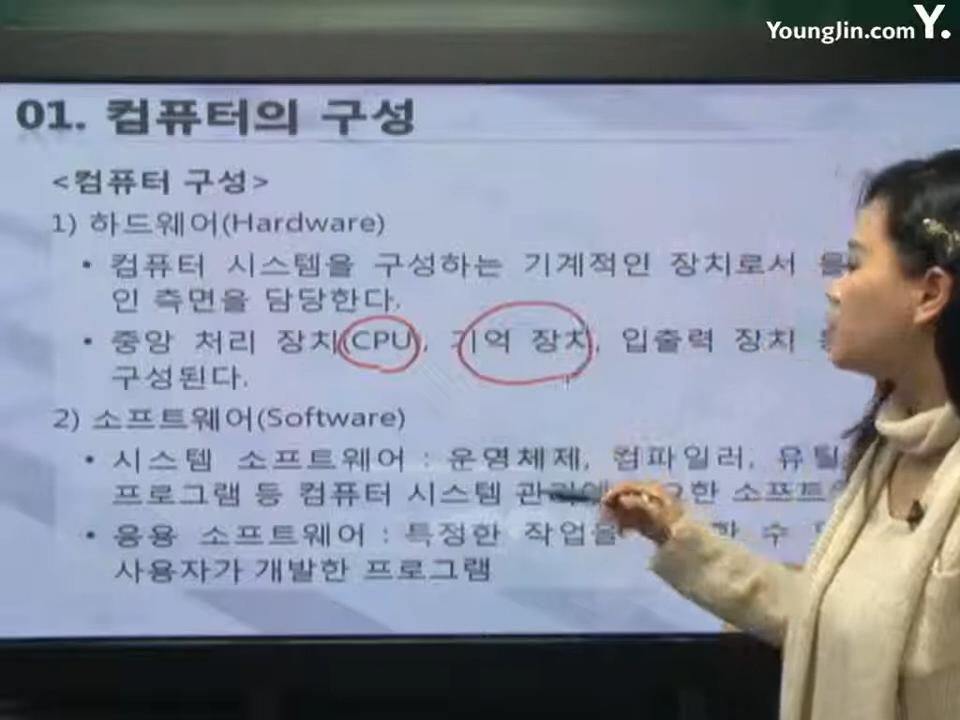 YoungJin.com Y.
01. 컴퓨터의 구성
<컴퓨터 구성>
1) 하드웨어(Hardware)
• 컴퓨터 시스템을 구성하는 기계적인 장치로서
인 측면을 담당한다.
• 중앙 처리 장치(CPU), 기억 장치, 입출력 장치
구성된다.
2) 소프트웨어(Software)
• 시스템 소프트웨어 : 운영체제, 컴파일러, 유틸
프로그램 등 컴퓨터 시스템
• 응용 소프트웨어 : 특정한 작업을 수
사용자가 개발한 프로그램